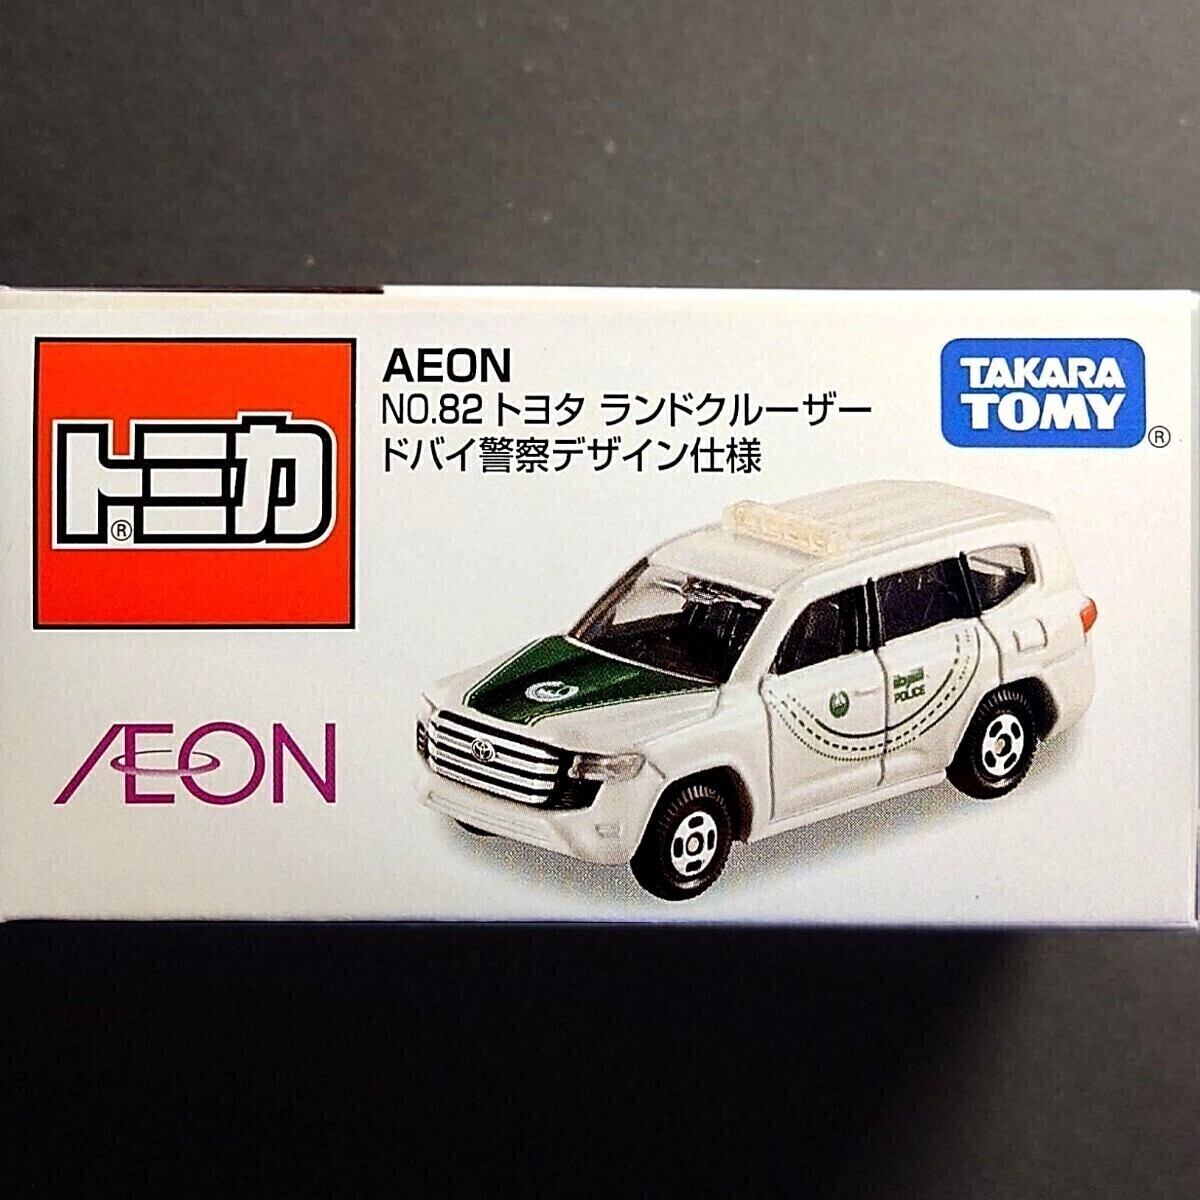 トミカ®
AEON
NO.82 トヨタ ランドクルーザー
ドバイ警察デザイン仕様
TAKARA
TOMY®
ÆON
POLICE